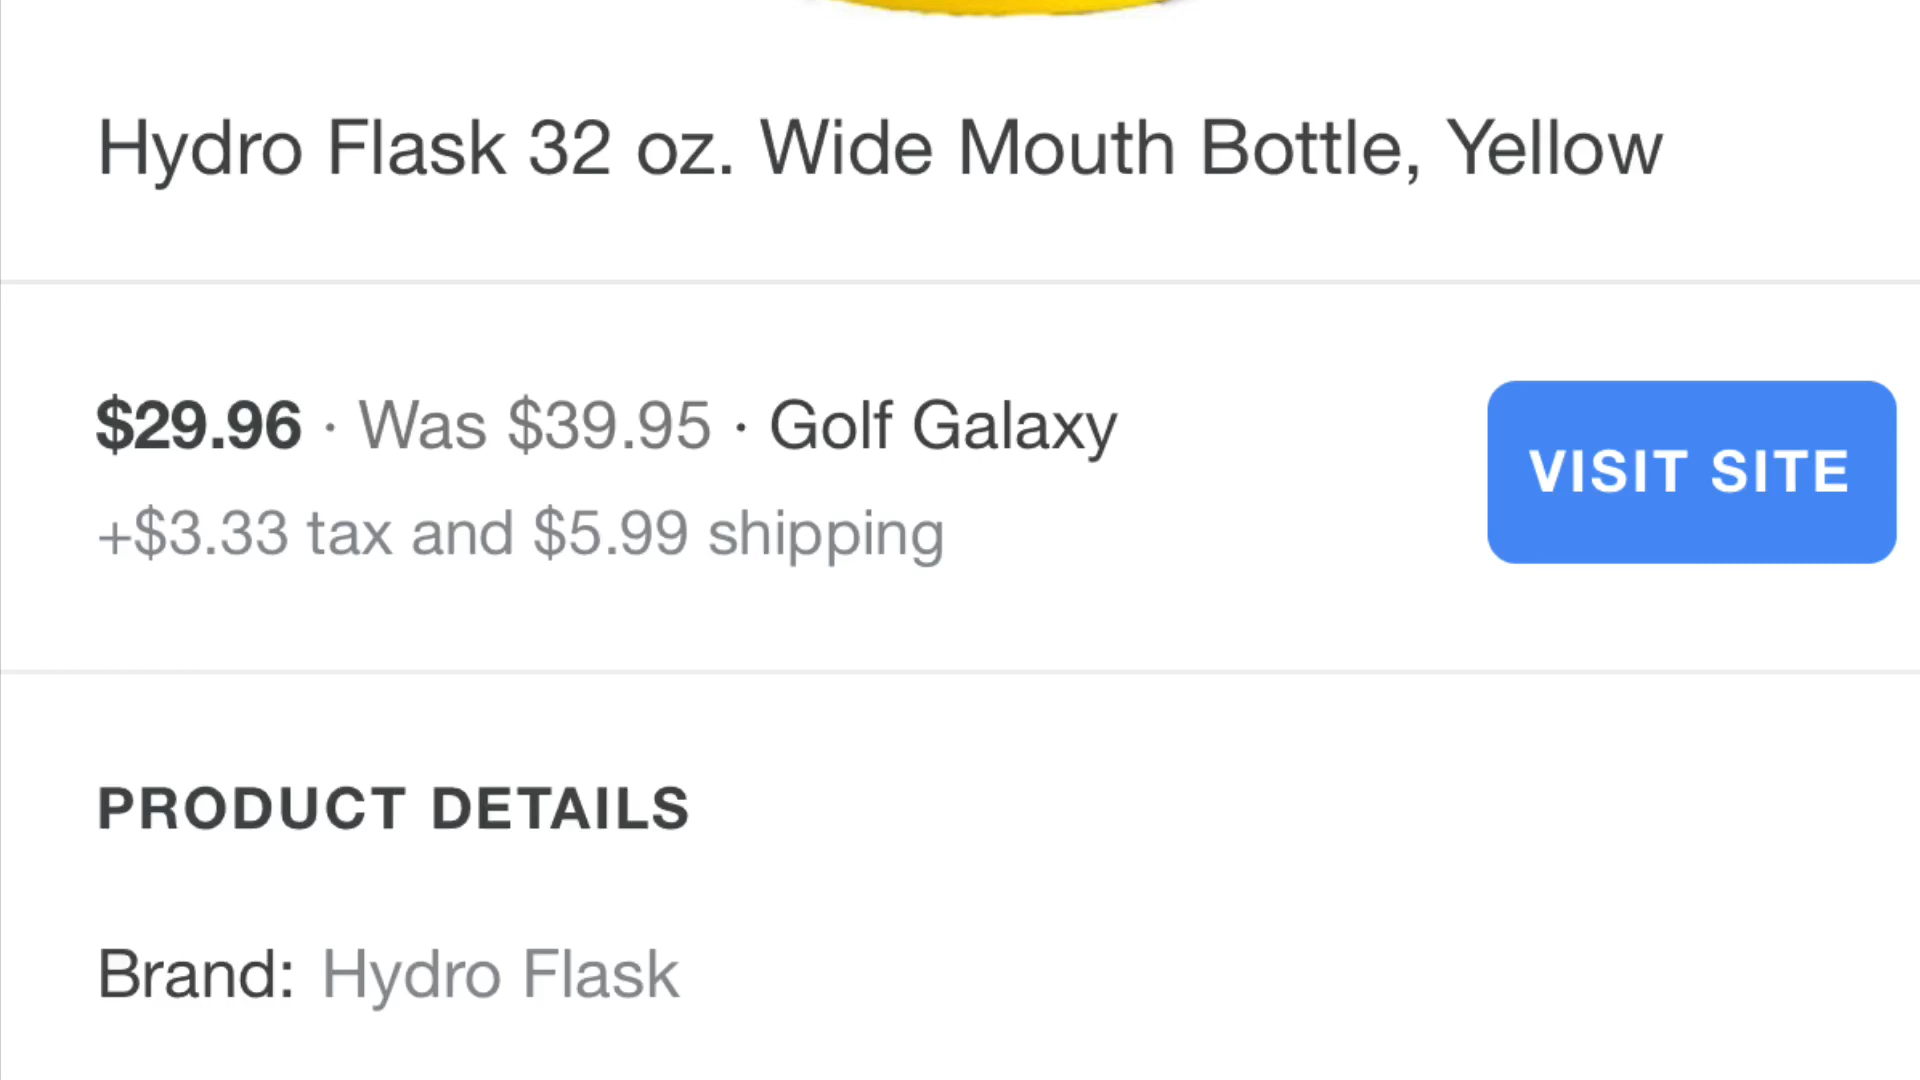 Hydro Flask 32 oz. Wide Mouth Bottle, Yellow
$29.96 · Was $39.95 · Golf Galaxy
+$3.33 tax and $5.99 shipping
VISIT SITE
PRODUCT DETAILS
Brand: Hydro Flask